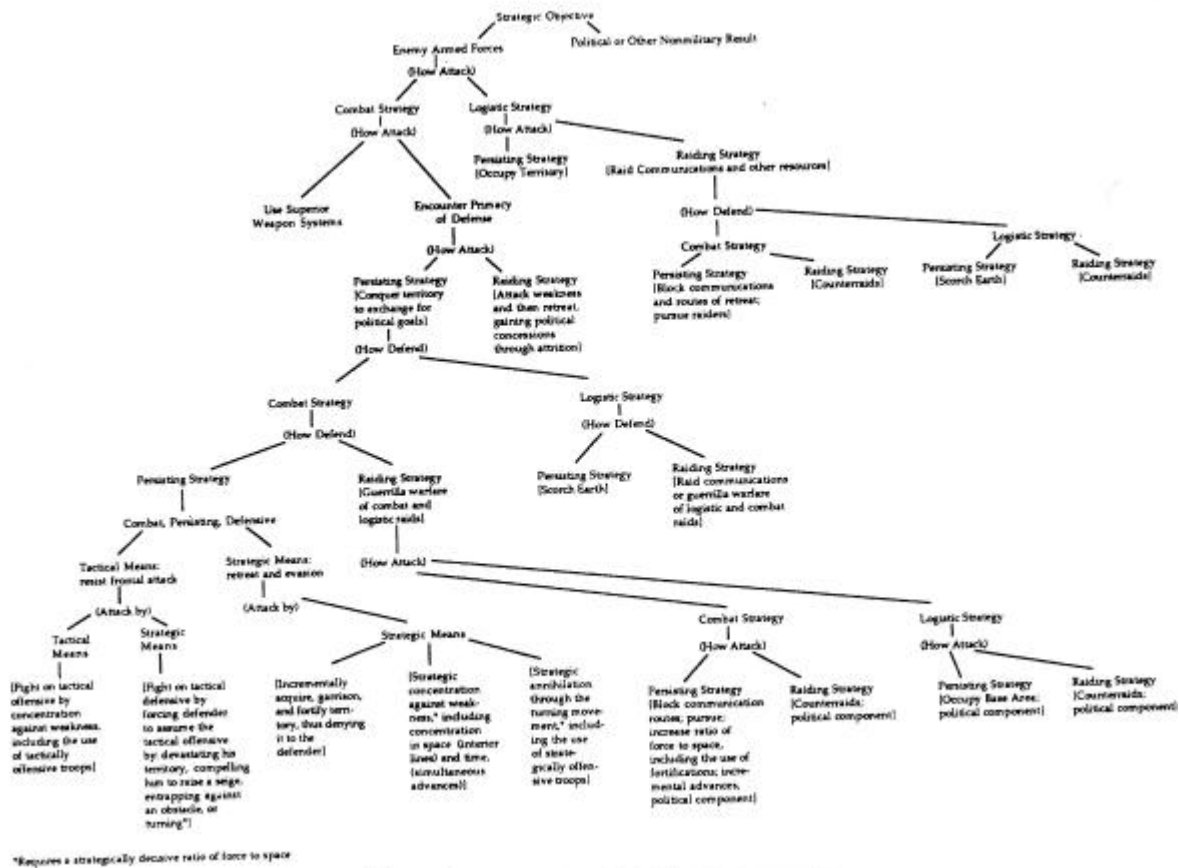 Strategic Objective
Enemy Armed Forces
Political or Other Nonmilitary Result
(How Attack)
Combat Strategy
(How Attack)
Logistic Strategy
(How Attack)
Persisting Strategy
[Occupy Territory]
Raiding Strategy
[Raid Communications and other resources]
Use Superior
Weapon Systems
Encounter Primacy
of Defense
(How Attack)
(How Defend)
Combat Strategy
Logistic Strategy
Persisting Strategy
[Block communications
and routes of retreat;
pursue raiders]
Raiding Strategy
[Counterraids]
Persisting Strategy
[Scorch Earth]
Raiding Strategy
[Counterraids]
Persisting Strategy
[Conquer territory
to exchange for
political goals]
Raiding Strategy
[Attack weakness
and then retreat,
gaining political
concessions
through attrition]
(How Defend)
Combat Strategy
(How Defend)
Logistic Strategy
(How Defend)
Persisting Strategy
Raiding Strategy
[Guerrilla warfare
of combat and
logistic raids]
Persisting Strategy
[Scorch Earth]
Raiding Strategy
[Raid communications
or guerrilla warfare
of logistic and combat
raids]
Combat, Persisting, Defensive
Tactical Means:
resist frontal attack
Strategic Means:
retreat and evasion
(How Attack)
(Attack by)
(Attack by)
Tactical
Means
Strategic
Means
Strategic Means
Combat Strategy
(How Attack)
Logistic Strategy
(How Attack)
[Fight on tactical
offensive by
concentration
against weakness,
including the use
of tactically
offensive troops]
[Fight on tactical
defensive by
forcing defender
to assume the
tactical offensive
by: devastating his
territory, compelling
him to raise a seige,
entrapping against
an obstacle, or
turning*]
[Incrementally
acquire, garrison,
and fortify terri-
tory, thus denying
it to the
defender]
[Strategic
concentration
against weak-
ness,* including
concentration
in space (interior
lines) and time,
(simultaneous
advances)]
[Strategic
annihilation
through the
turning move-
ment,* includ-
ing the use
of strate-
gically offen-
sive troops]
Persisting Strategy
[Block communication
routes; pursue;
increase ratio of
force to space,
including the use of
fortifications; incre-
mental advances,
political component]
Raiding Strategy
[Counterraids;
political component]
Persisting Strategy
[Occupy Base Area;
political component]
Raiding Strategy
[Counterraids;
political component]
*Requires a strategically decisive ratio of force to space